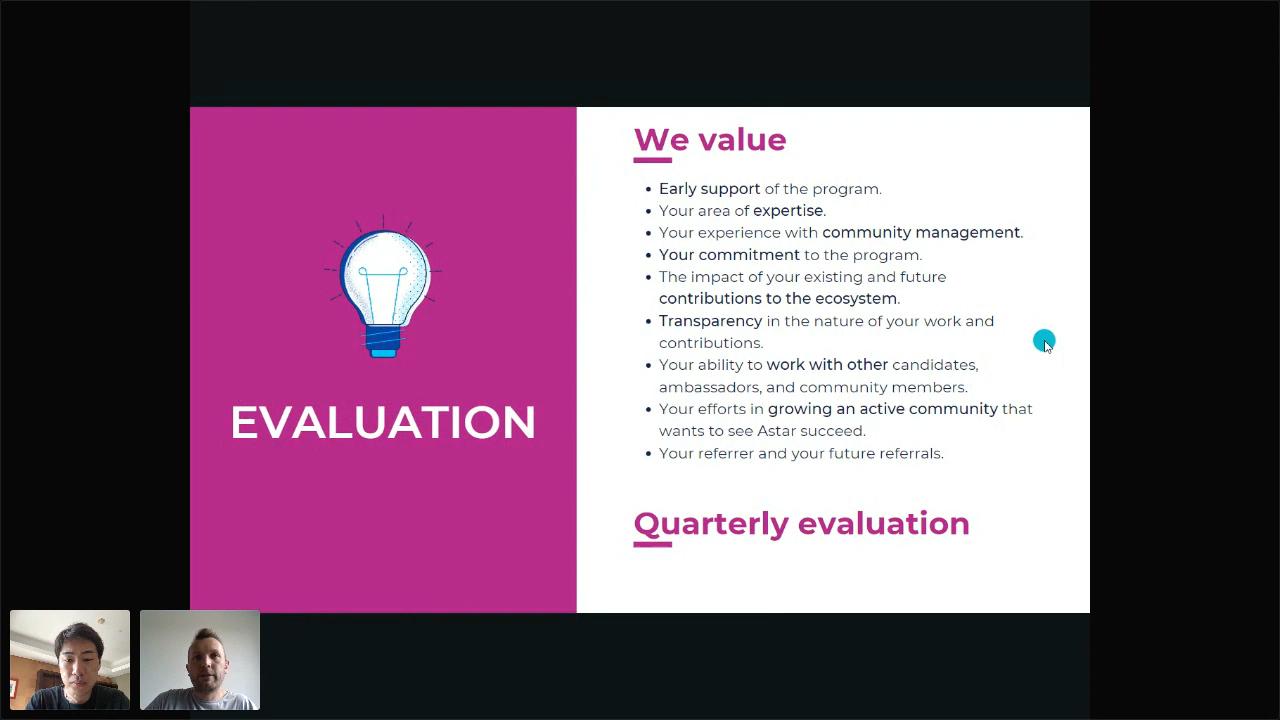 EVALUATION
We value
• Early support of the program.
• Your area of expertise.
• Your experience with community management.
• Your commitment to the program.
• The impact of your existing and future
contributions to the ecosystem.
• Transparency in the nature of your work and
contributions.
• Your ability to work with other candidates,
ambassadors, and community members.
• Your efforts in growing an active community that
wants to see Astar succeed.
• Your referrer and your future referrals.
Quarterly evaluation